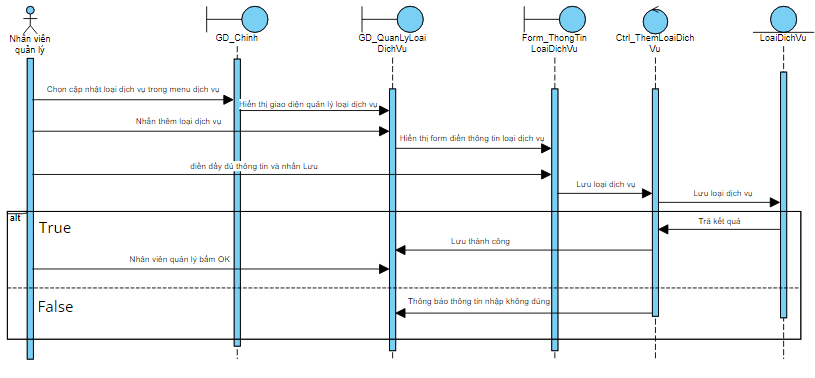 Nhân viên
quản lý
GD_Chinh
GD_QuanLyLoai
DichVu
Form_ThongTin
LoaiDichVu
Ctrl_ThemLoaiDich
Vu
LoaiDichVu
Chọn cập nhật loại dịch vụ trong menu dịch vụ
Hiển thị giao diện quản lý loại dịch vụ
Nhấn thêm loại dịch vụ
Hiển thị form điền thông tin loại dịch vụ
điền đầy đủ thông tin và nhấn Lưu
Lưu loại dịch vụ
Lưu loại dịch vụ
alt
True
Trả kết quả
Lưu thành công
Nhân viên quản lý bấm OK
False
Thông báo thông tin nhập không đúng